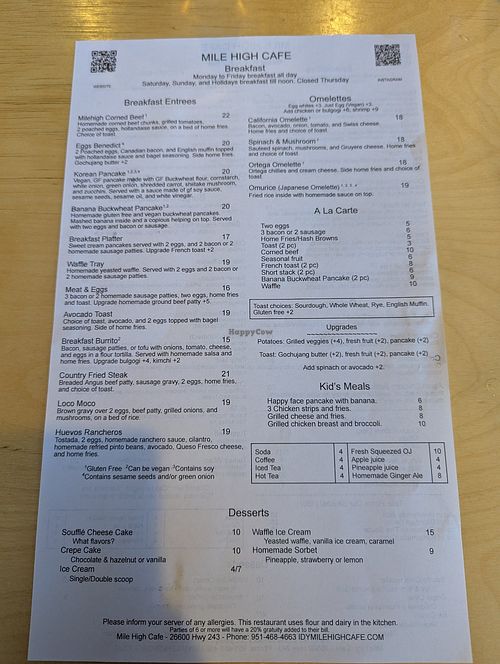 MILE HIGH CAFE
Breakfast
Monday to Friday breakfast all day
Saturday, Sunday, and Holidays breakfast till noon. Closed Thursday
WEBSITE
INSTAGRAM
Breakfast Entrees
Milehigh Corned Beef¹ 22
Homemade corned beef chunks, grilled tomatoes,
2 poached eggs, hollandaise sauce, on a bed of home fries.
Choice of toast.
Eggs Benedict ⁴ 20
2 Poached eggs, Canadian bacon, and English muffin topped
with hollandaise sauce and bagel seasoning. Side home fries.
Gochujang butter +2
Korean Pancake 20
Vegan, GF pancake made with GF Buckwheat flour, cornstarch,
white onion, green onion, shredded carrot, shiitake mushroom,
and zucchini. Served with a sauce made of gf soy sauce,
sesame seeds, sesame oil, and white vinegar.
Banana Buckwheat Pancake 20
Homemade gluten free and vegan buckwheat pancakes.
Mashed banana inside and a copious helping on top. Served
with two eggs and bacon or sausage.
Breakfast Platter 17
Sweet cream pancakes served with 2 eggs, and 2 bacon or 2
homemade sausage patties. Upgrade French toast +2
Waffle Tray 19
Homemade yeasted waffle. Served with 2 eggs and 2 bacon or
2 homemade sausage patties.
Meat & Eggs 16
3 bacon or 2 homemade sausage patties, two eggs, home fries
and toast. Upgrade homemade ground beef patty +5.
Avocado Toast 19
Choice of toast, avocado, and 2 eggs topped with bagel
seasoning. Side of home fries.
Breakfast Burrito² 15
Bacon, sausage patties, or tofu with onions, tomato, cheese,
and eggs in a flour tortilla. Served with homemade salsa and
home fries. Upgrade bulgogi +4, kimchi +2
Country Fried Steak 21
Breaded Angus beef patty, sausage gravy, 2 eggs, home fries,
and choice of toast.
Loco Moco 19
Brown gravy over 2 eggs, beef patty, grilled onions, and
mushrooms, on a bed of rice.
Huevos Rancheros 19
Tostada, 2 eggs, homemade ranchero sauce, cilantro,
homemade refried pinto beans, avocado, Queso Fresco cheese,
and home fries.
¹Gluten Free ²Can be vegan ³Contains soy
⁴Contains sesame seeds and/or green onion
Omelettes
Egg whites +3. Just Egg (Vegan) +3.
Add chicken or bulgogi +6, shrimp +9
California Omelette ¹ 18
Bacon, avocado, onion, tomato, and Swiss cheese.
Home fries and choice of toast.
Spinach & Mushroom ¹ 18
Sauteed spinach, mushrooms, and Gruyere cheese. Home fries
and choice of toast
Ortega Omelette ¹ 18
Ortega chillies and cream cheese. Side home fries and choice of
toast
Omurice (Japanese Omelette) 19
Fried rice inside with homemade sauce on top.
A La Carte
Two eggs 5
3 bacon or 2 sausage 6
Home Fries/Hash Browns 5
Toast (2 pc) 3
Corned beef 10
Seasonal fruit 6
French toast (2 pc) 8
Short stack (2 pc) 6
Banana Buckwheat Pancake (2 pc) 9
Waffle 10
Toast choices: Sourdough, Whole Wheat, Rye, English Muffin.
Gluten free +2
Upgrades
~~~~~~~~~~~~~~~~~~~~
Potatoes: Grilled veggies (+4), fresh fruit (+2), pancake (+2)
Toast: Gochujang butter (+2), fresh fruit (+2), pancake (+2)
Add spinach or avocado +2.
HappyCow
Kid's Meals
Happy face pancake with banana. 6
3 Chicken strips and fries. 8
Grilled cheese and fries. 8
Grilled chicken breast and broccoli. 10
Soda 4 Fresh Squeezed OJ 10
Coffee 4 Apple juice 4
Iced Tea 4 Pineapple juice 4
Hot Tea 4 Homemade Ginger Ale 8
Desserts
Soufflé Cheese Cake 10
What flavors?
Crepe Cake 10
Chocolate & hazelnut or vanilla
Ice Cream 4/7
Single/Double scoop
Waffle Ice Cream 15
Yeasted waffle, vanilla ice cream, caramel
Homemade Sorbet 9
Pineapple, strawberry or lemon
Please inform your server of any allergies. This restaurant uses flour and dairy in the kitchen.
Parties of 6 or more will have a 20% gratuity added to their bill.
Mile High Cafe - 26600 Hwy 243 - Phone: 951-468-4663 IDYMILEHIGHCAFE.COM